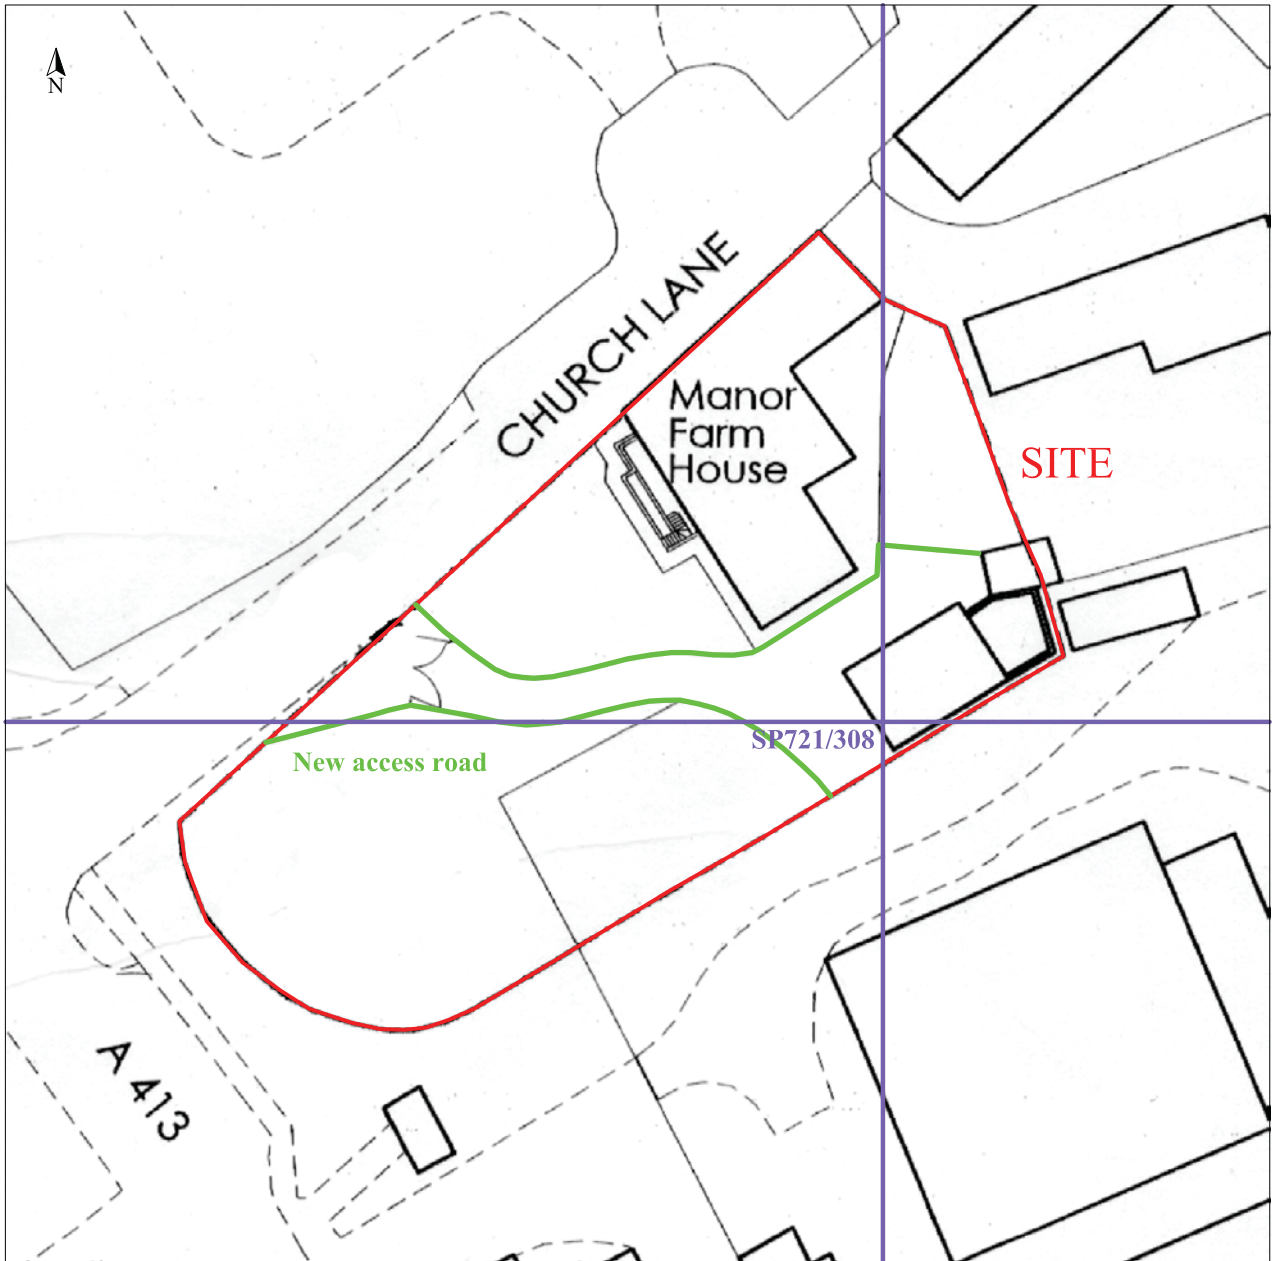 N
CHURCH LANE
Manor
Farm
House
SITE
SP721/308
New access road
A 413